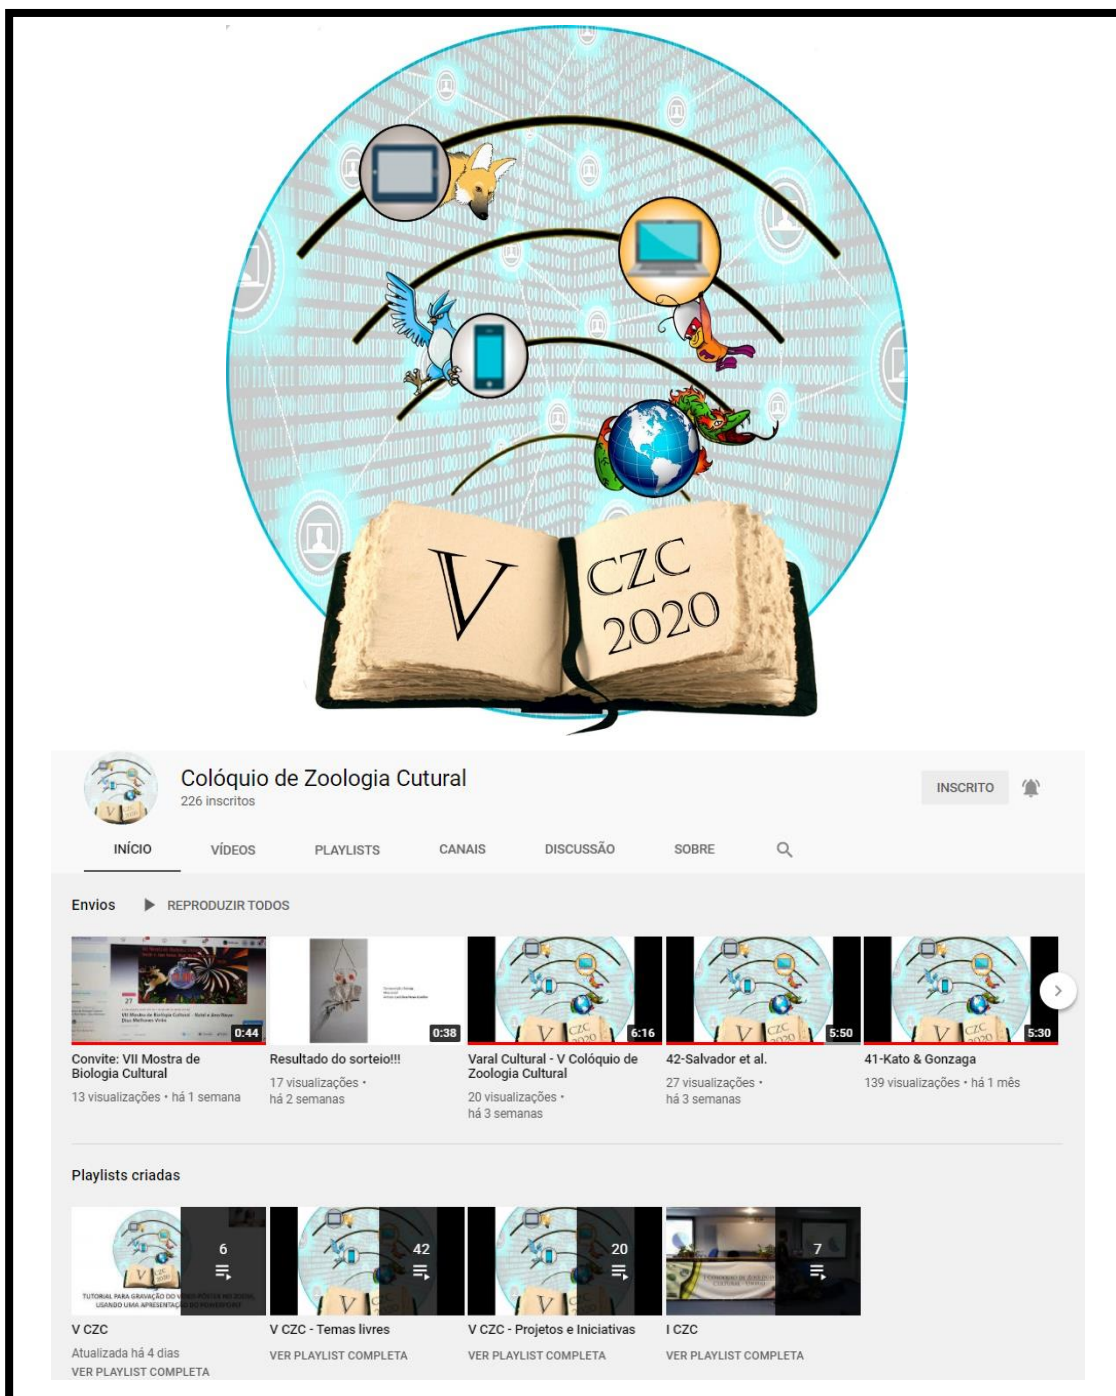 V
CZC
2020
Colóquio de Zoologia Cutural
226 inscritos
INSCRITO
INÍCIO
VÍDEOS
PLAYLISTS
CANAIS
DISCUSSÃO
SOBRE
Envios
REPRODUZIR TODOS
0:44
0:38
V CZC 6:16
V CZC 5:50
V CZC 5:30
Convite: VII Mostra de
Biologia Cultural
13 visualizações • há 1 semana
Resultado do sorteio!!!
17 visualizações •
há 2 semanas
Varal Cultural - V Colóquio de
Zoologia Cultural
20 visualizações •
há 3 semanas
42-Salvador et al.
27 visualizações •
há 3 semanas
41-Kato & Gonzaga
139 visualizações • há 1 mês
Playlists criadas
6
42
20
7
V CZC
Atualizada há 4 dias
VER PLAYLIST COMPLETA
V CZC - Temas livres
VER PLAYLIST COMPLETA
V CZC - Projetos e Iniciativas
VER PLAYLIST COMPLETA
I CZC
VER PLAYLIST COMPLETA